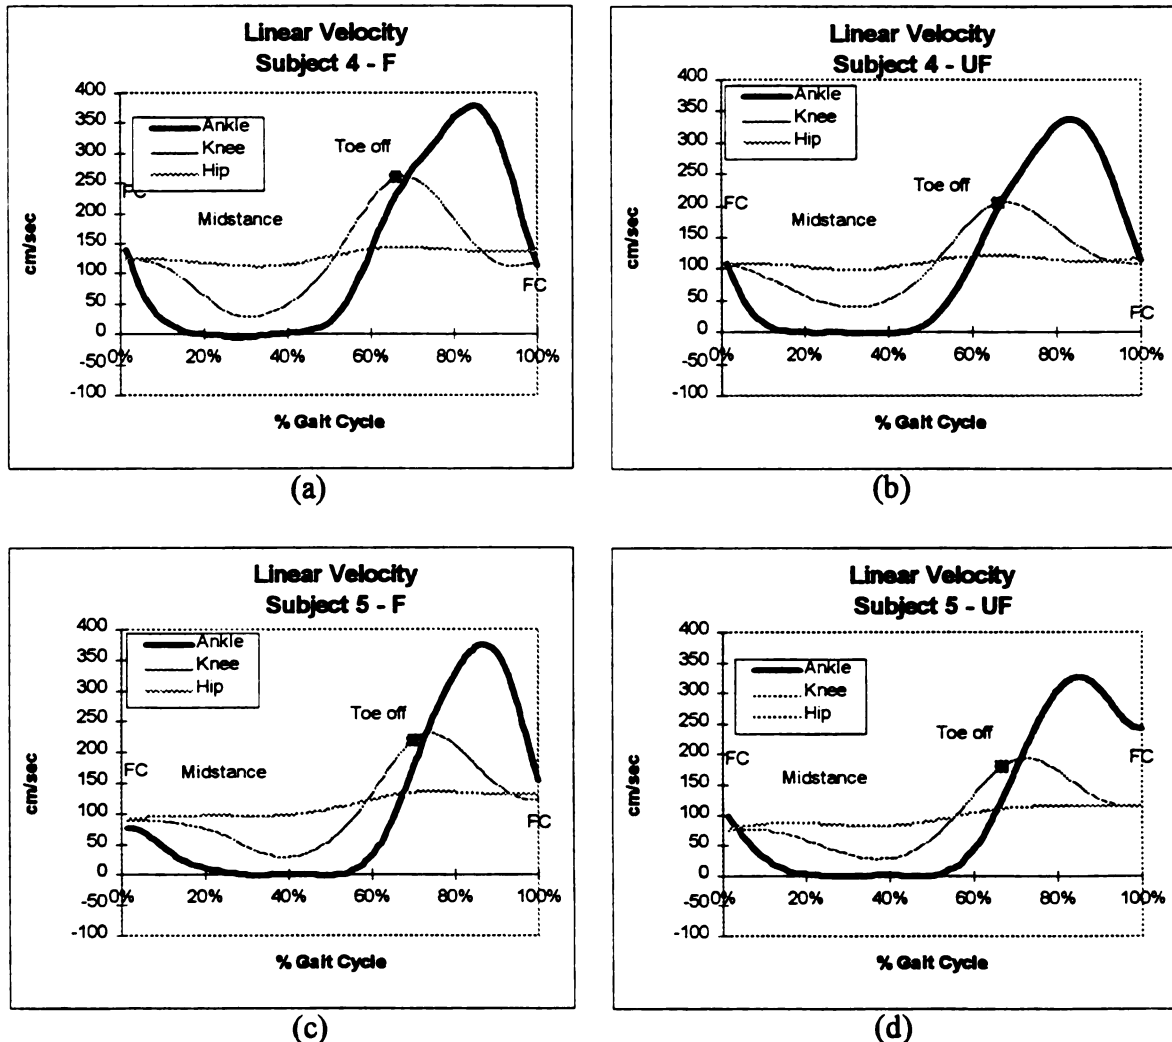 Linear Velocity
Subject 4 - F
400
350
300
250
200
150
100
50
0
-50
-100
cm/sec
Ankle
Knee
Hip
FC
Midstance
Toe off
FC
0%
20%
40%
60%
80%
100%
% Gait Cycle
(a)
Linear Velocity
Subject 4 - UF
400
350
300
250
200
150
100
50
0
-50
-100
cm/sec
Ankle
Knee
Hip
FC
Midstance
Toe off
FC
0%
20%
40%
60%
80%
100%
% Gait Cycle
(b)
Linear Velocity
Subject 5 - F
400
350
300
250
200
150
100
50
0
-50
-100
cm/sec
Ankle
Knee
Hip
FC
Midstance
Toe off
FC
0%
20%
40%
60%
80%
100%
% Gait Cycle
(c)
Linear Velocity
Subject 5 - UF
400
350
300
250
200
150
100
50
0
-50
-100
cm/sec
Ankle
Knee
Hip
FC
Midstance
Toe off
FC
0%
20%
40%
60%
80%
100%
% Gait Cycle
(d)